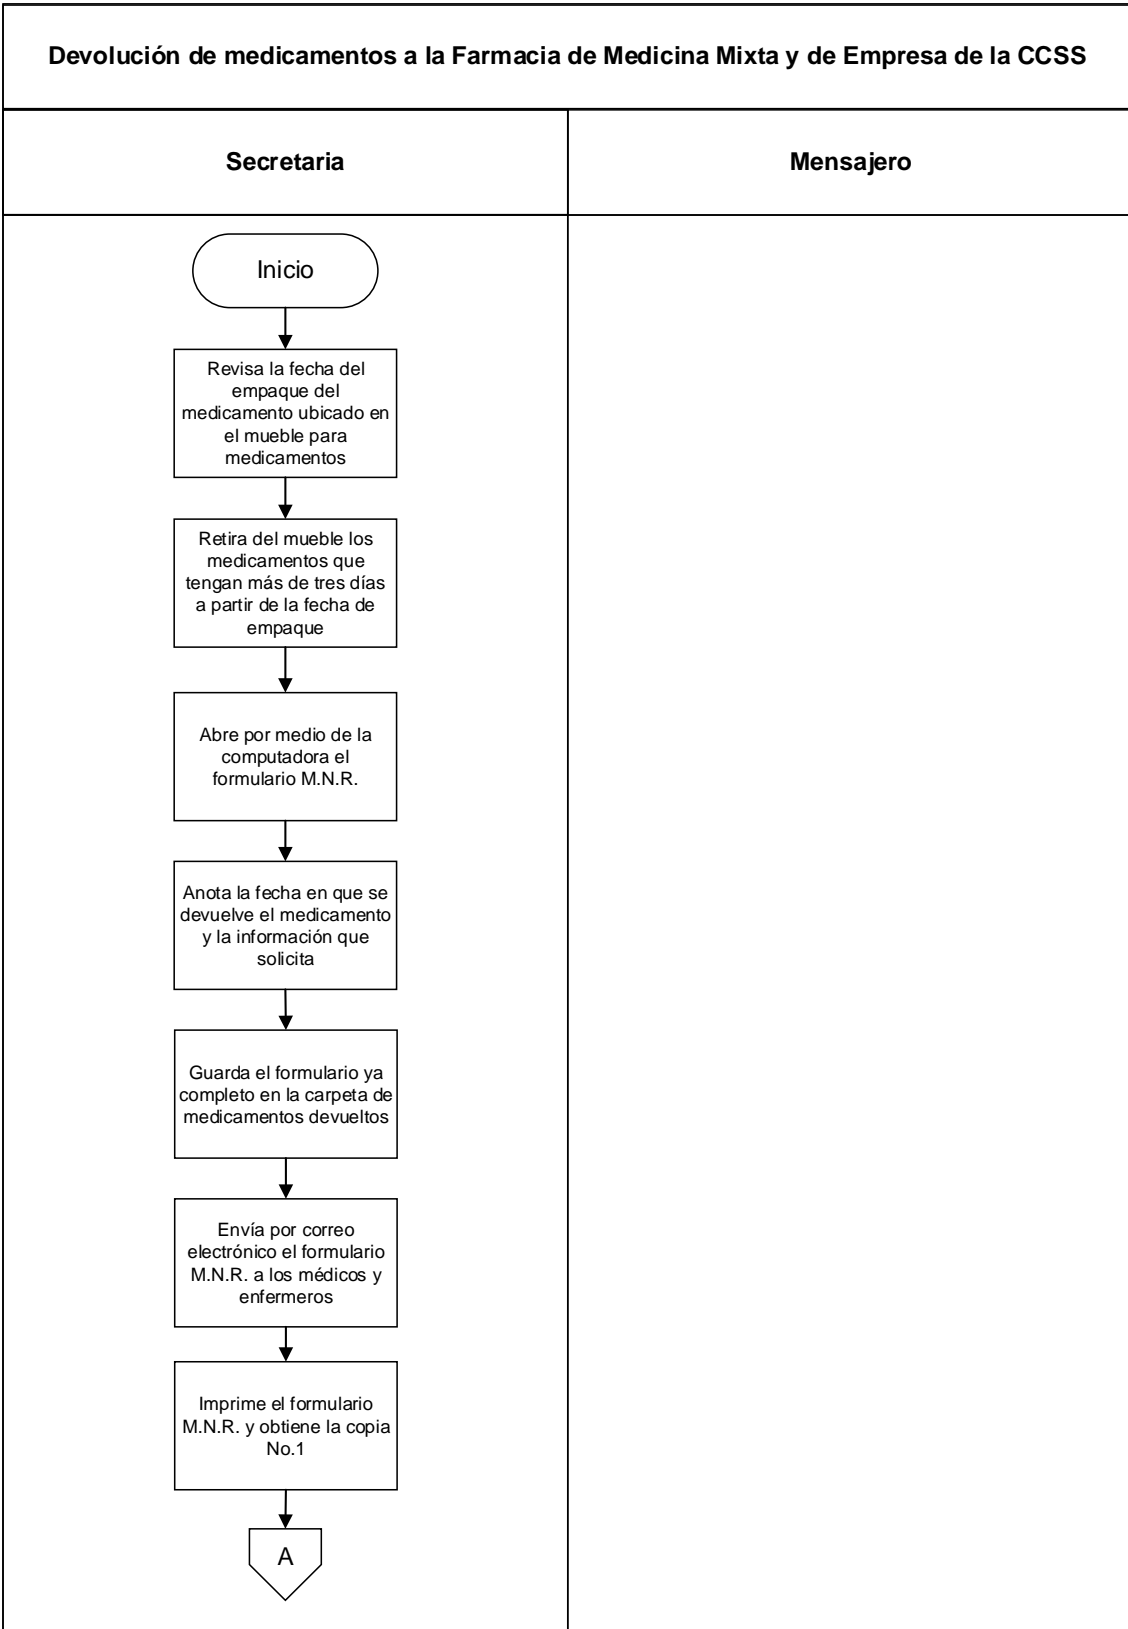 Devolución de medicamentos a la Farmacia de Medicina Mixta y de Empresa de la CCSS
Secretaria
Mensajero
Inicio
Revisa la fecha del
empaque del
medicamento ubicado en
el mueble para
medicamentos
Retira del mueble los
medicamentos que
tengan más de tres días
a partir de la fecha de
empaque
Abre por medio de la
computadora el
formulario M.N.R.
Anota la fecha en que se
devuelve el medicamento
y la información que
solicita
Guarda el formulario ya
completo en la carpeta de
medicamentos devueltos
Envía por correo
electrónico el formulario
M.N.R. a los médicos y
enfermeros
Imprime el formulario
M.N.R. y obtiene la copia
No.1
A